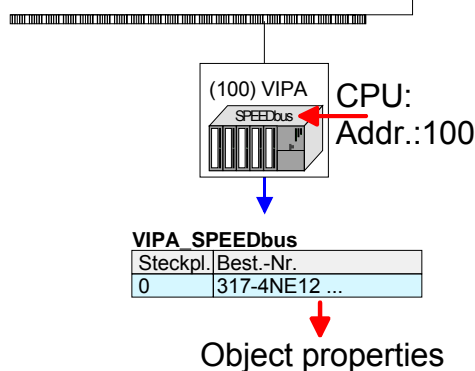 (100) VIPA
SPEEDbus
CPU:
Addr.:100
VIPA_SPEEDbus
Steckpl. Best.-Nr.
0 317-4NE12 ...
Object properties